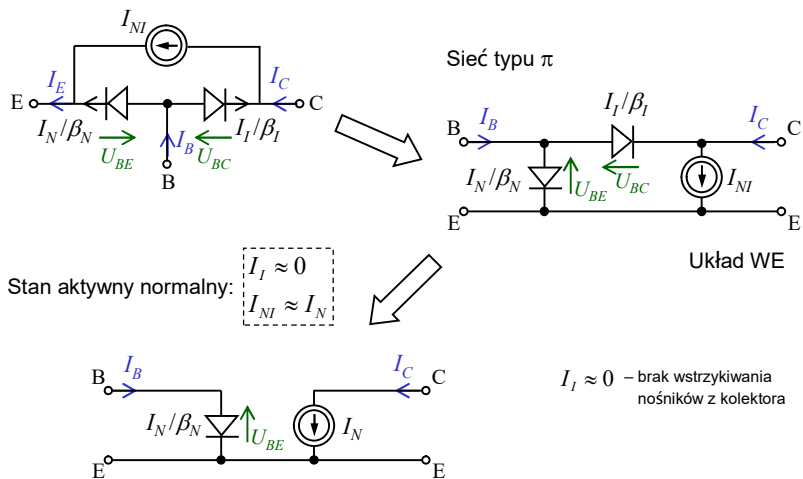 I_NI
I_E
I_C
E
C
I_N/β_N
I_B
I_I/β_I
U_BE
U_BC
B
Sieć typu π
I_I/β_I
B
I_B
I_C
C
I_N/β_N
U_BE
U_BC
I_NI
E
E
Układ WE
Stan aktywny normalny:
I_I ≈ 0
I_NI ≈ I_N
B
I_B
I_C
C
I_N/β_N
U_BE
I_N
E
E
I_I ≈ 0 – brak wstrzykiwania
nośników z kolektora